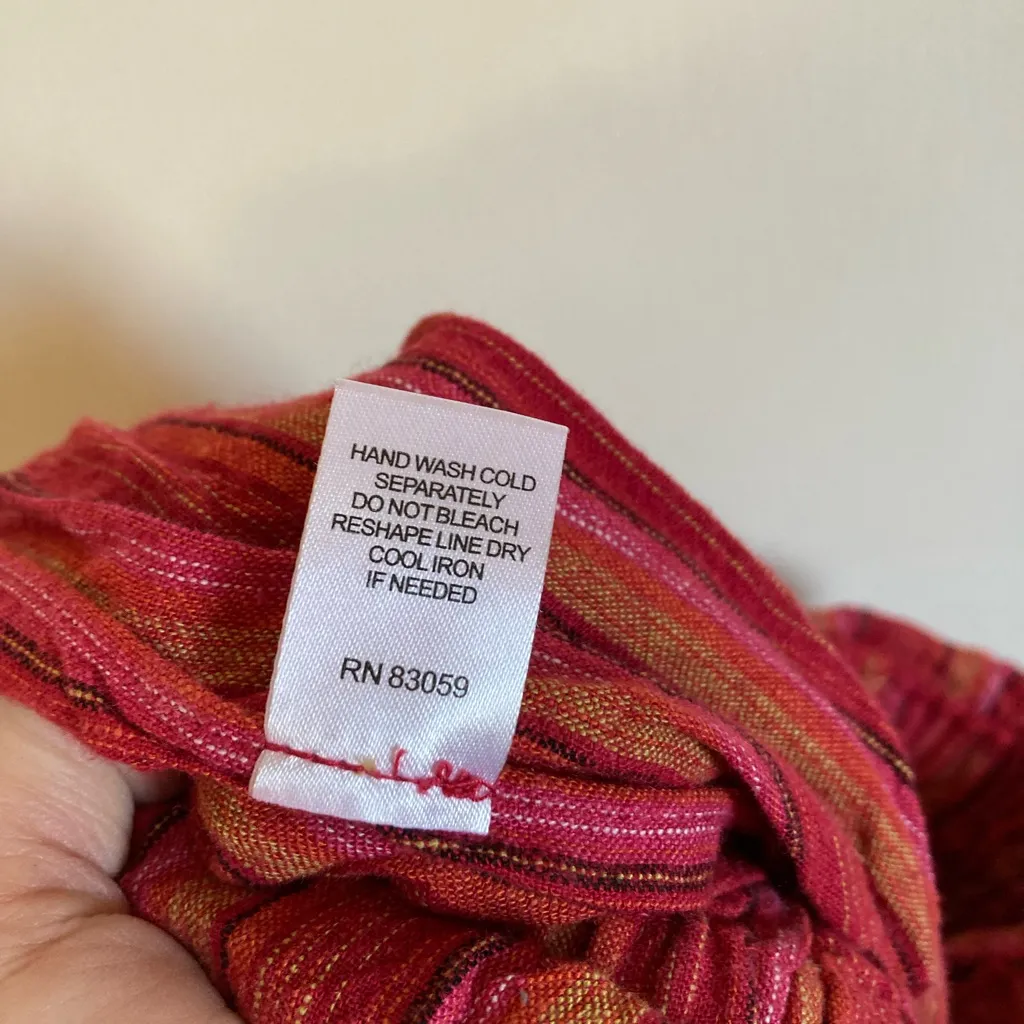 HAND WASH COLD
SEPARATELY
DO NOT BLEACH
RESHAPE LINE DRY
COOL IRON
IF NEEDED
RN 83059